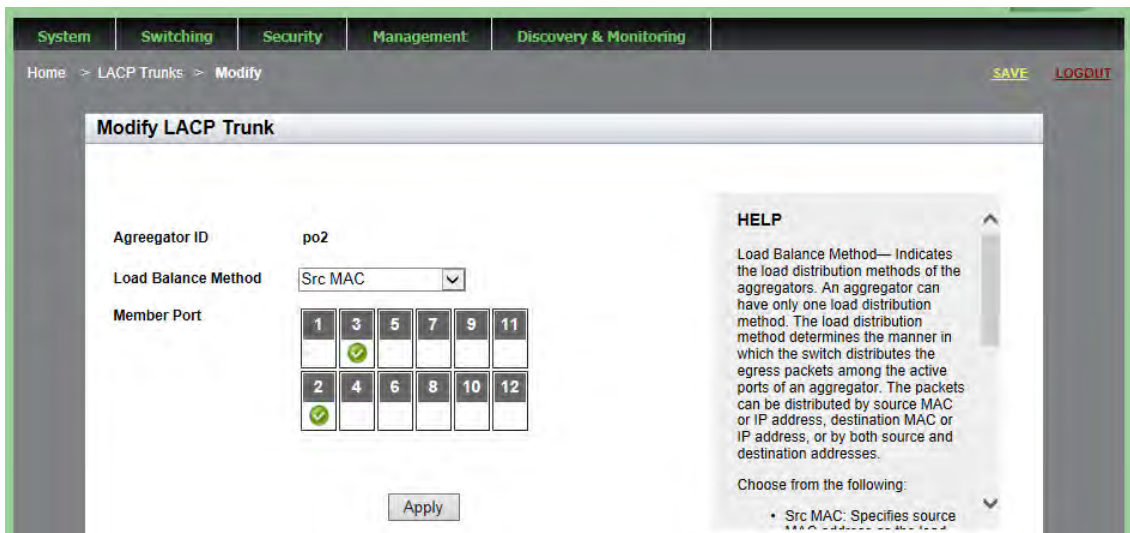 System Switching Security Management Discovery & Monitoring
Home > LACP Trunks > Modify SAVE LOGOUT
Modify LACP Trunk
Agreegator ID po2
Load Balance Method Src MAC
Member Port
1 3 5 7 9 11
2 4 6 8 10 12
Apply
HELP
Load Balance Method— Indicates
the load distribution methods of the
aggregators. An aggregator can
have only one load distribution
method. The load distribution
method determines the manner in
which the switch distributes the
egress packets among the active
ports of an aggregator. The packets
can be distributed by source MAC
or IP address, destination MAC or
IP address, or by both source and
destination addresses.
Choose from the following:
• Src MAC: Specifies source
MAC address as the load